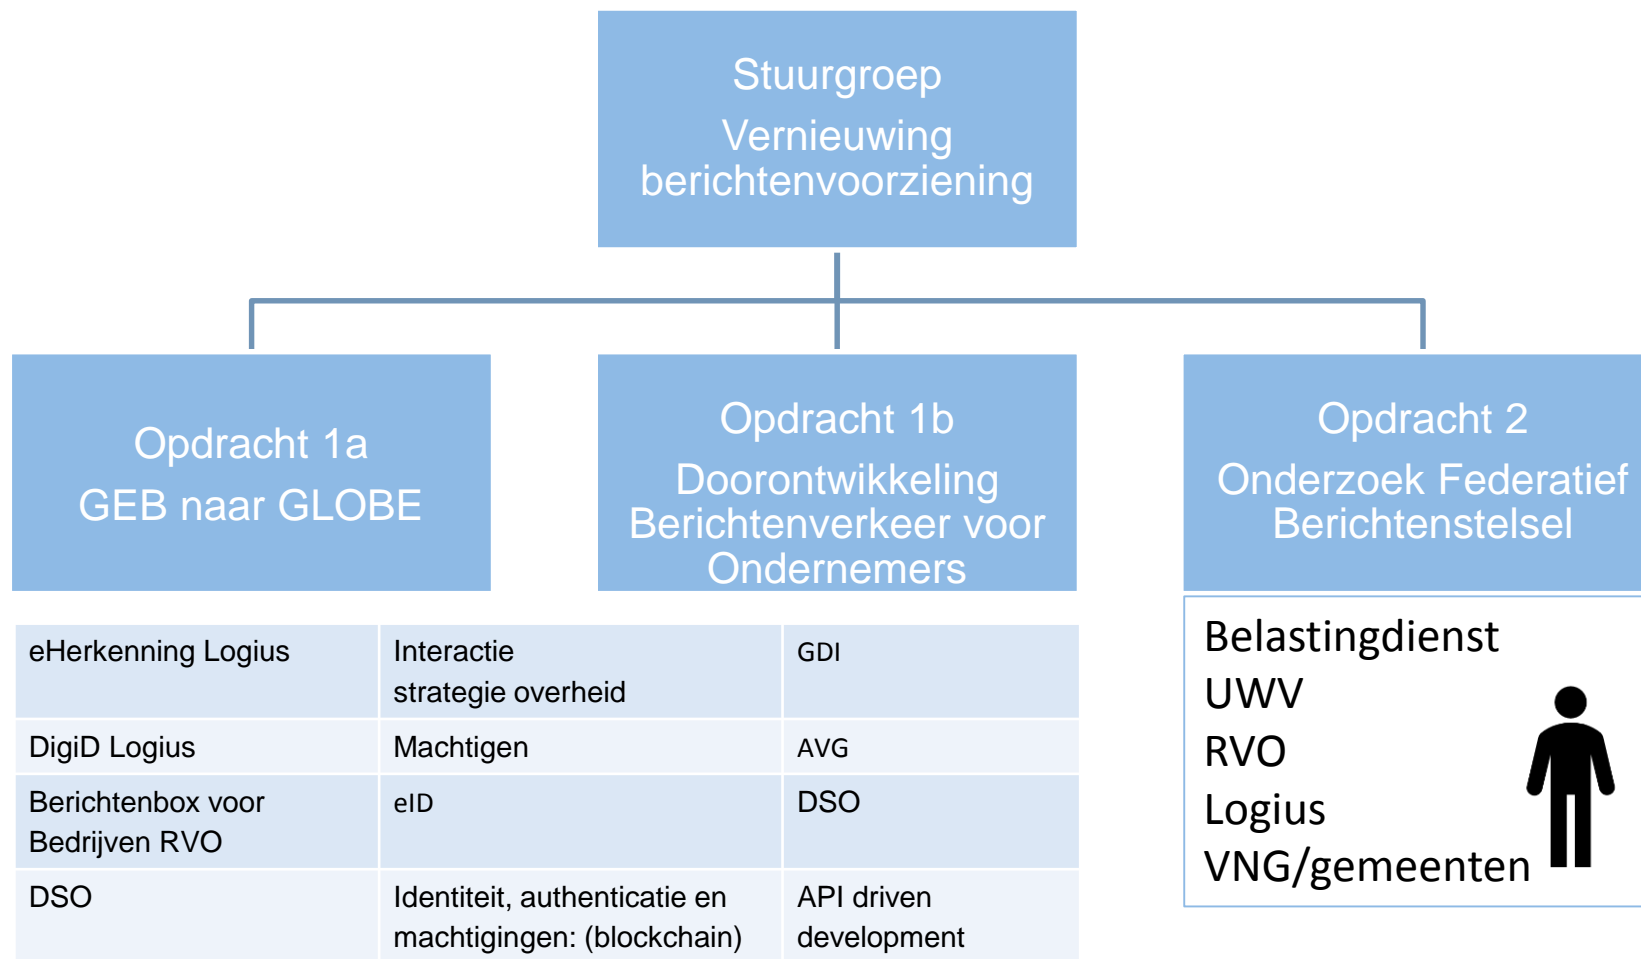 Stuurgroep
Vernieuwing
berichtenvoorziening
Opdracht 1a
GEB naar GLOBE
Opdracht 1b
Doorontwikkeling
Berichtenverkeer voor
Ondernemers
Opdracht 2
Onderzoek Federatief
Berichtenstelsel
eHerkenning Logius
Interactie
strategie overheid
GDI
DigiD Logius
Machtigen
AVG
Berichtenbox voor
Bedrijven RVO
eID
DSO
DSO
Identiteit, authenticatie en
machtigingen: (blockchain)
API driven
development
Belastingdienst
UWV
RVO
Logius
VNG/gemeenten